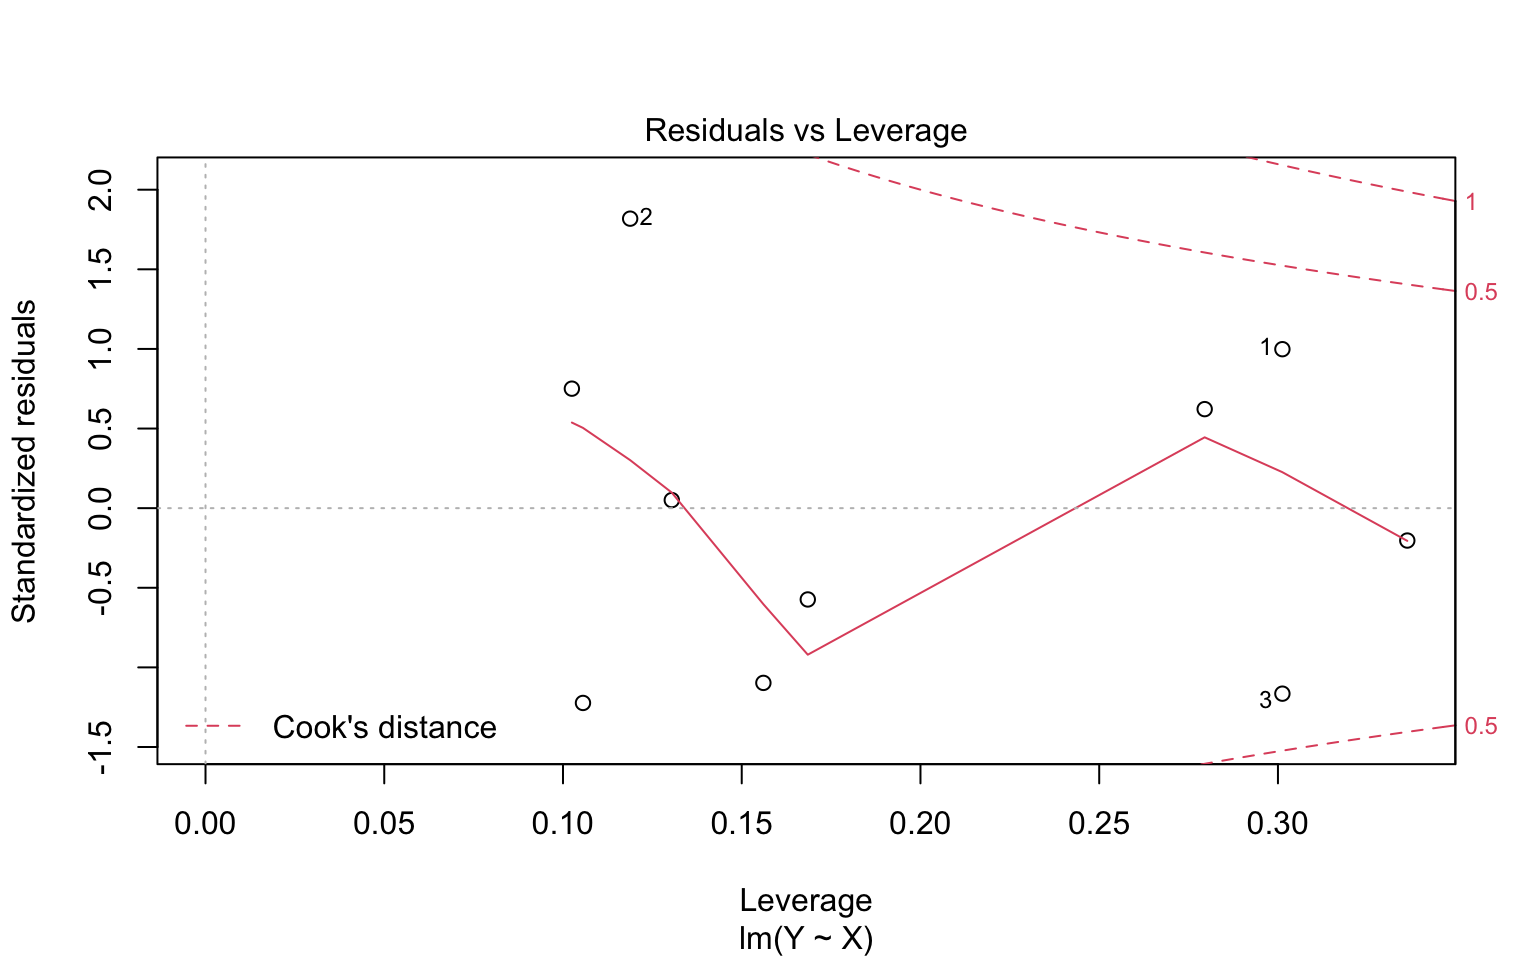 Residuals vs Leverage
Standardized residuals
2.0
1.5
1.0
0.5
0.0
-0.5
-1.5
2
1
3
1
0.5
0.5
Cook's distance
0.00 0.05 0.10 0.15 0.20 0.25 0.30
Leverage
lm(Y ~ X)